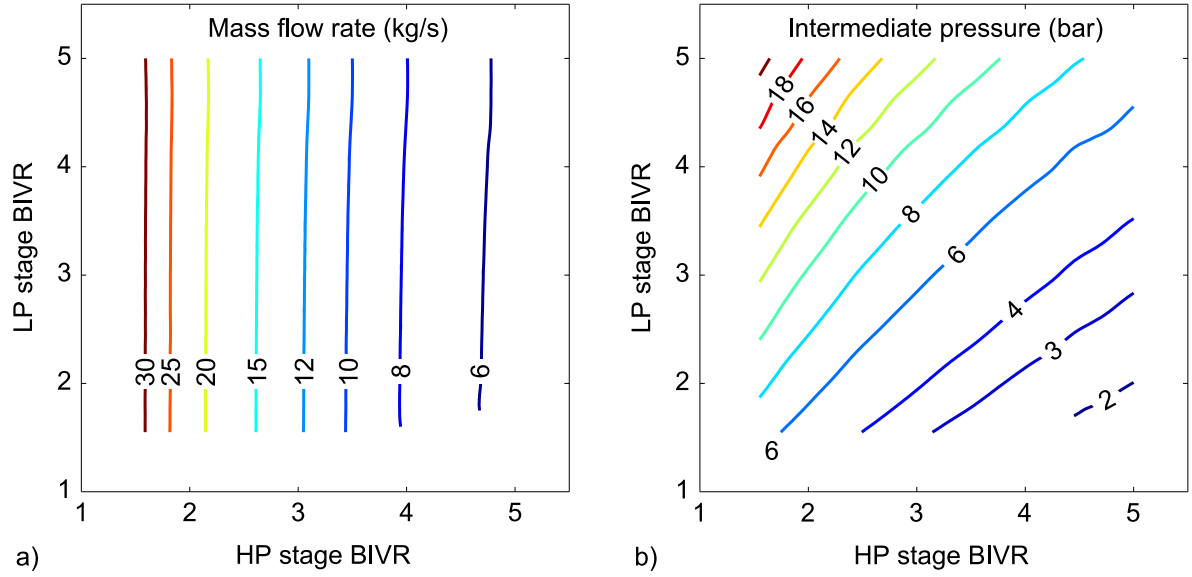 Mass flow rate (kg/s)
5
4
3
2
1
LP stage BIVR
30 25 20 15 12 10 8 6
1 2 3 4 5
HP stage BIVR
a)
Intermediate pressure (bar)
5
4
3
2
1
LP stage BIVR
18
16
14
12
10
8
6
4
3
2
6
1 2 3 4 5
HP stage BIVR
b)